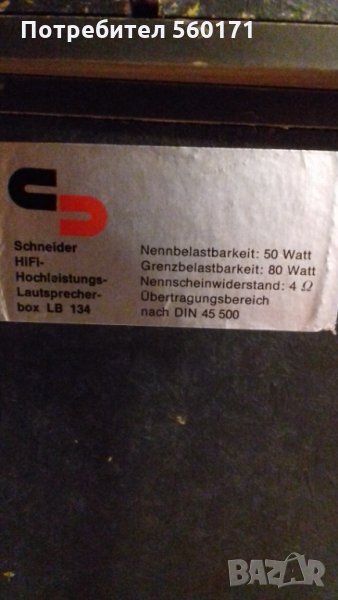 Потребител 560171
Schneider
HiFi-
Hochleistungs-
Lautsprecher-
box LB 134
Nennbelastbarkeit: 50 Watt
Grenzbelastbarkeit: 80 Watt
Nennscheinwiderstand: 4 Ω
Übertragungsbereich
nach DIN 45 500
BAZAR